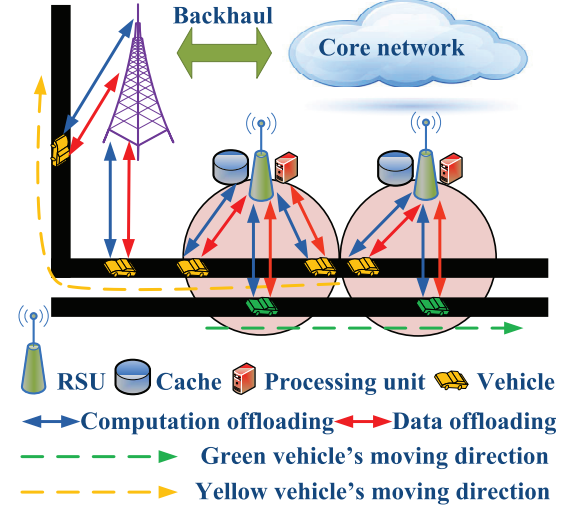 Backhaul
Core network
RSU Cache Processing unit Vehicle
Computation offloading Data offloading
Green vehicle's moving direction
Yellow vehicle's moving direction